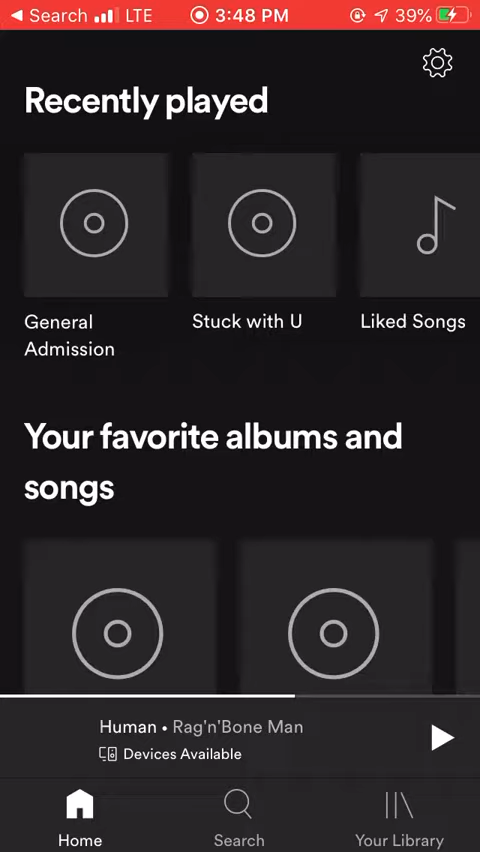 Search LTE 3:48 PM 39%
Recently played
General
Admission
Stuck with U
Liked Songs
Your favorite albums and
songs
Human • Rag'n'Bone Man
Devices Available
Home Search Your Library